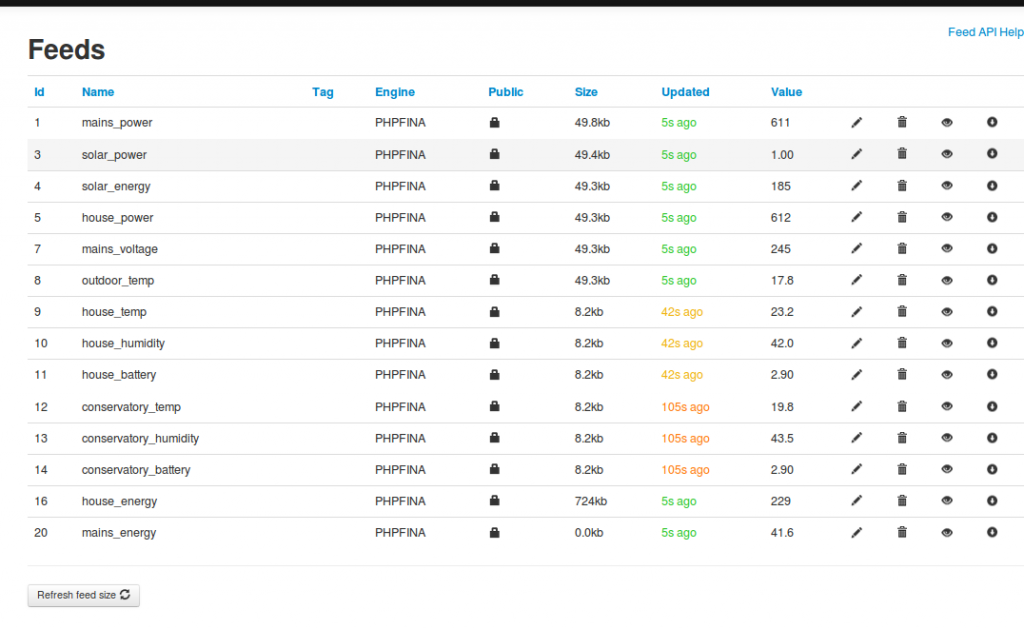 Feed API Help
Feeds
Id Name Tag Engine Public Size Updated Value
1 mains_power PHPFINA 49.8kb 5s ago 611
3 solar_power PHPFINA 49.4kb 5s ago 1.00
4 solar_energy PHPFINA 49.3kb 5s ago 185
5 house_power PHPFINA 49.3kb 5s ago 612
7 mains_voltage PHPFINA 49.3kb 5s ago 245
8 outdoor_temp PHPFINA 49.3kb 5s ago 17.8
9 house_temp PHPFINA 8.2kb 42s ago 23.2
10 house_humidity PHPFINA 8.2kb 42s ago 42.0
11 house_battery PHPFINA 8.2kb 42s ago 2.90
12 conservatory_temp PHPFINA 8.2kb 105s ago 19.8
13 conservatory_humidity PHPFINA 8.2kb 105s ago 43.5
14 conservatory_battery PHPFINA 8.2kb 105s ago 2.90
16 house_energy PHPFINA 724kb 5s ago 229
20 mains_energy PHPFINA 0.0kb 5s ago 41.6
Refresh feed size